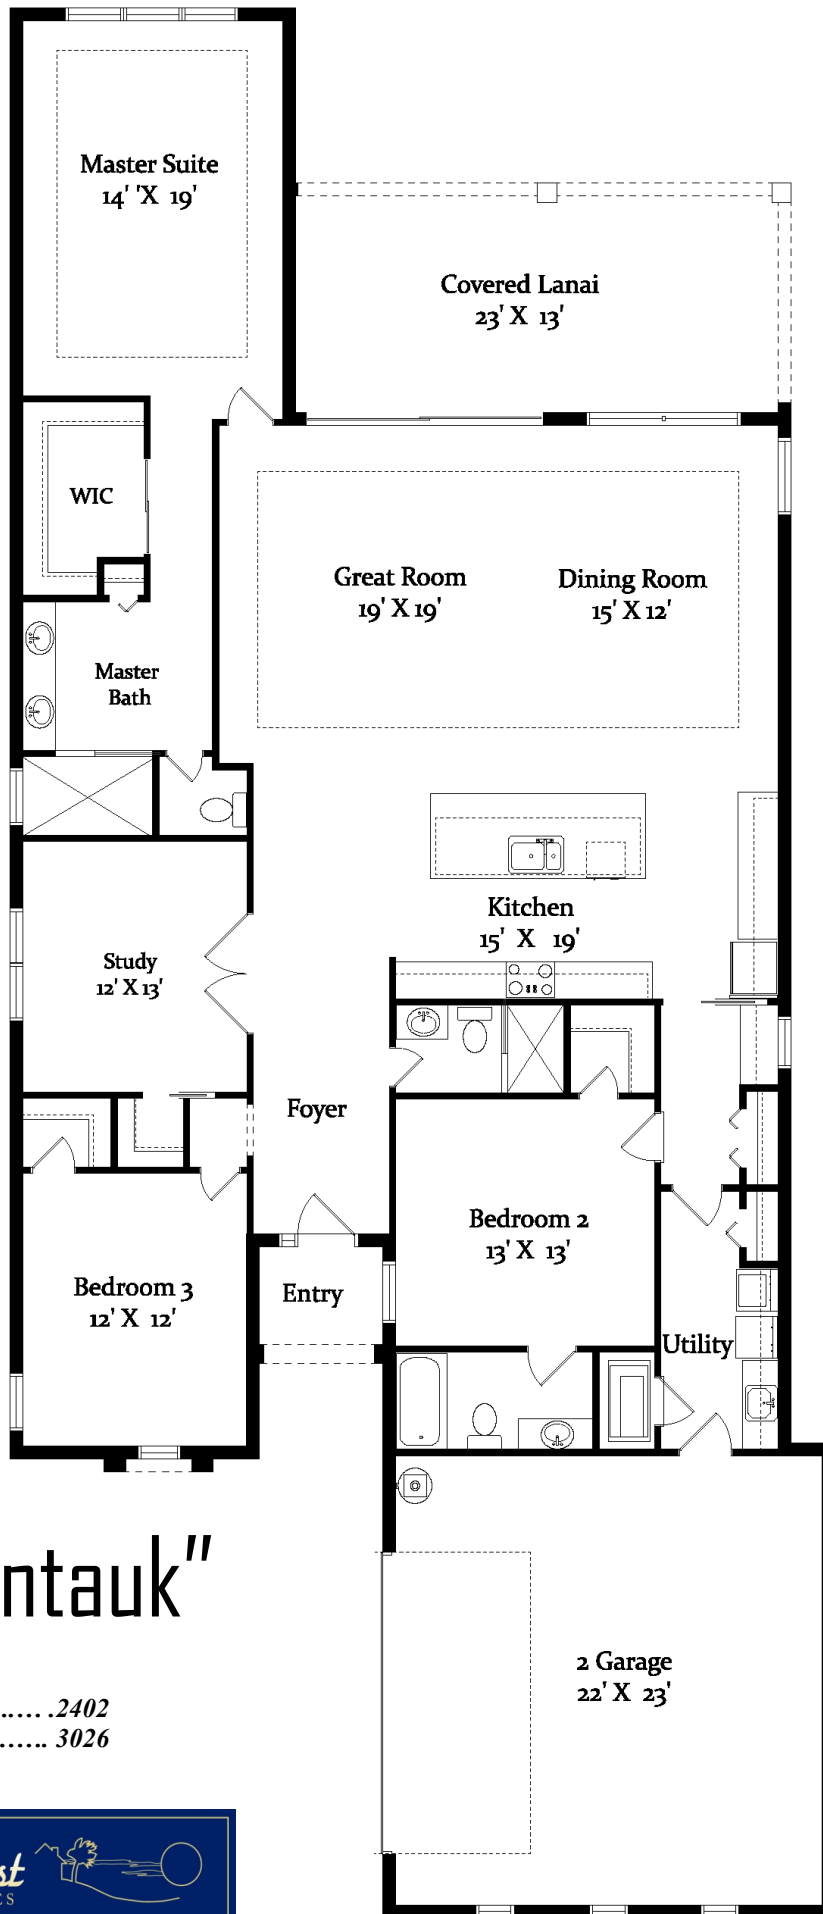 Master Suite
14' 'X 19'
Covered Lanai
23' X 13'
WIC
Great Room
19' X 19'
Dining Room
15' X 12'
Master
Bath
Kitchen
15' X 19'
Study
12' X 13'
Foyer
Bedroom 2
13' X 13'
Bedroom 3
12' X 12'
Entry
Utility
ntauk"
2 Garage
22' X 23'
..... .2402
....... 3026
st
ES